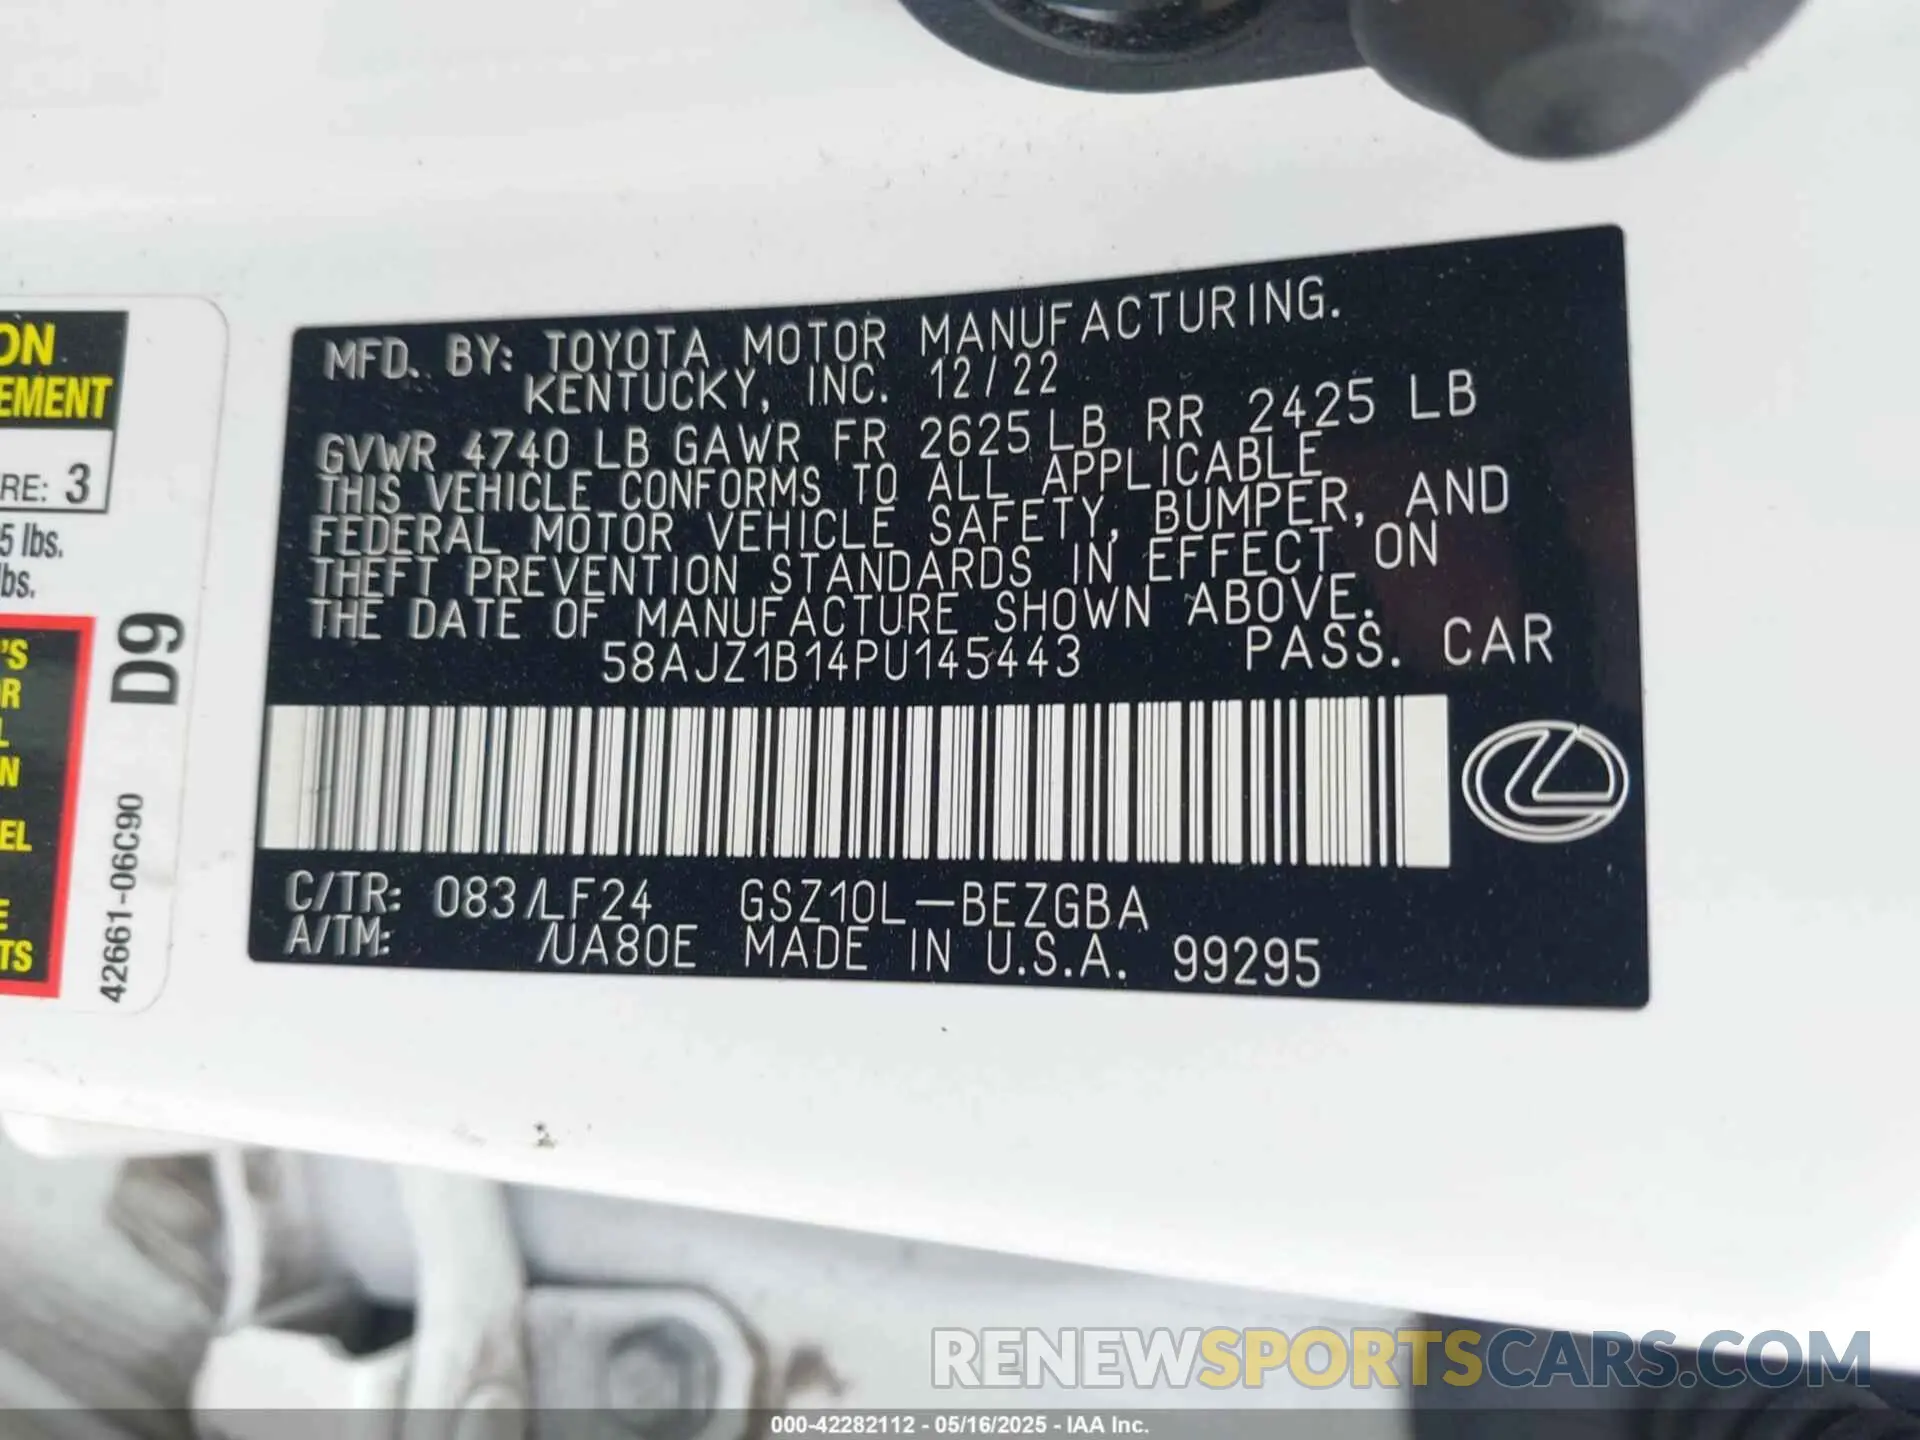 ON
EMENT
RE: 3
5 lbs.
lbs.
'S
OR
L
N
EL
E
TS
D9
42661-06C90
MFD. BY: TOYOTA MOTOR MANUFACTURING.
KENTUCKY, INC. 12/22
GVWR 4740 LB GAWR FR 2625 LB RR 2425 LB
THIS VEHICLE CONFORMS TO ALL APPLICABLE
FEDERAL MOTOR VEHICLE SAFETY, BUMPER, AND
THEFT PREVENTION STANDARDS IN EFFECT ON
THE DATE OF MANUFACTURE SHOWN ABOVE.
58AJZ1B14PU145443 PASS. CAR
C/TR: 083/LF24 GSZ10L-BEZGBA
A/TM: /UA80E MADE IN U.S.A. 99295
RENEWSPORTSCARS.COM
000-42282112 - 05/16/2025 - IAA Inc.